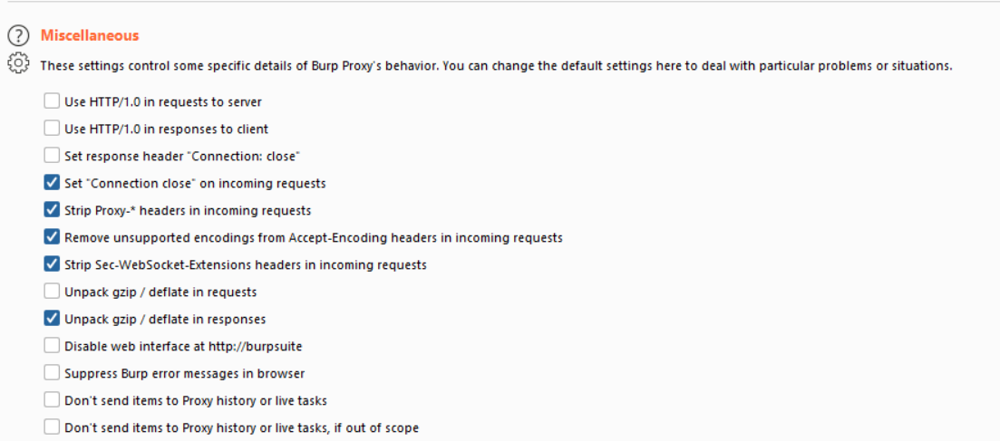 Miscellaneous
These settings control some specific details of Burp Proxy's behavior. You can change the default settings here to deal with particular problems or situations.
Use HTTP/1.0 in requests to server
Use HTTP/1.0 in responses to client
Set response header "Connection: close"
Set "Connection close" on incoming requests
Strip Proxy-* headers in incoming requests
Remove unsupported encodings from Accept-Encoding headers in incoming requests
Strip Sec-WebSocket-Extensions headers in incoming requests
Unpack gzip / deflate in requests
Unpack gzip / deflate in responses
Disable web interface at http://burpsuite
Suppress Burp error messages in browser
Don't send items to Proxy history or live tasks
Don't send items to Proxy history or live tasks, if out of scope